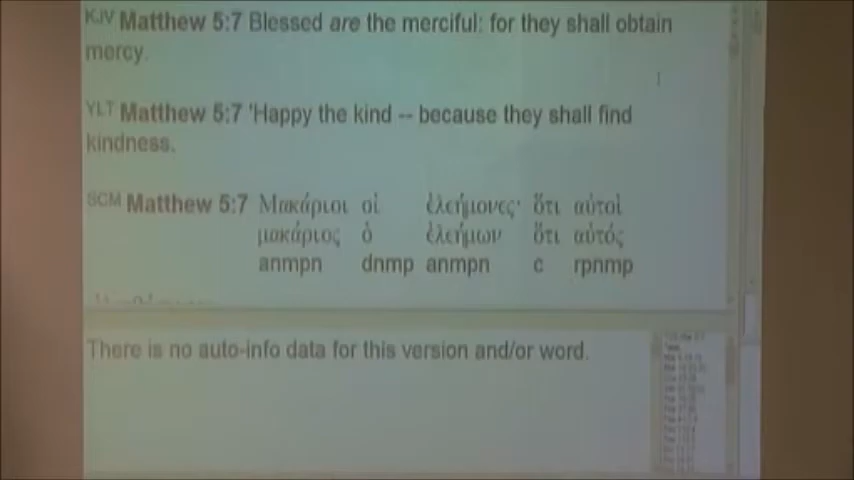 KJV Matthew 5:7 Blessed are the merciful: for they shall obtain
mercy.
YLT Matthew 5:7 'Happy the kind -- because they shall find
kindness.
SCM Matthew 5:7 Μακάριοι οἱ ἐλεήμονες· ὅτι αὐτοὶ
μακάριος ὁ ἐλεήμων ὅτι αὐτός
anmpn dnmp anmpn c rpnmp
There is no auto-info data for this version and/or word.